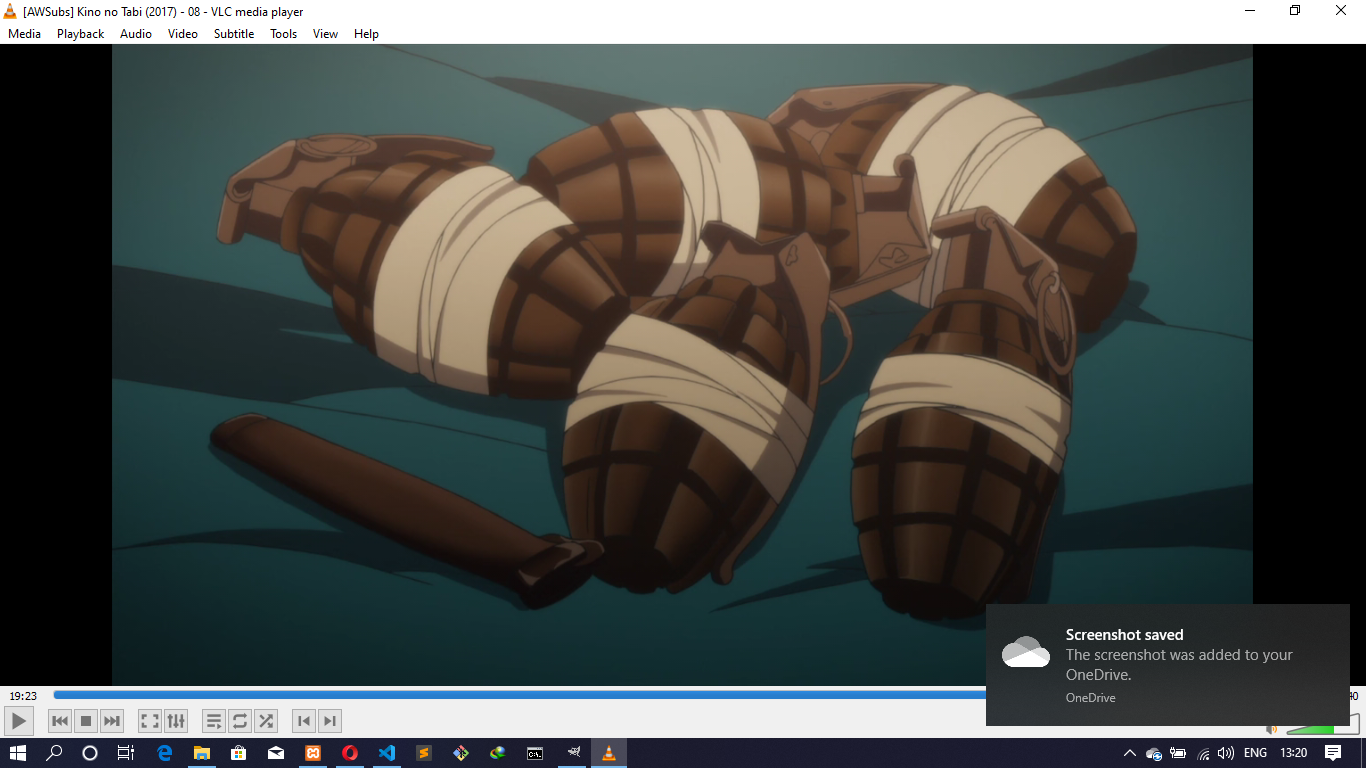 [AWSubs] Kino no Tabi (2017) - 08 - VLC media player
Media Playback Audio Video Subtitle Tools View Help
Screenshot saved
The screenshot was added to your
OneDrive.
OneDrive
19:23
40
ENG 13:20